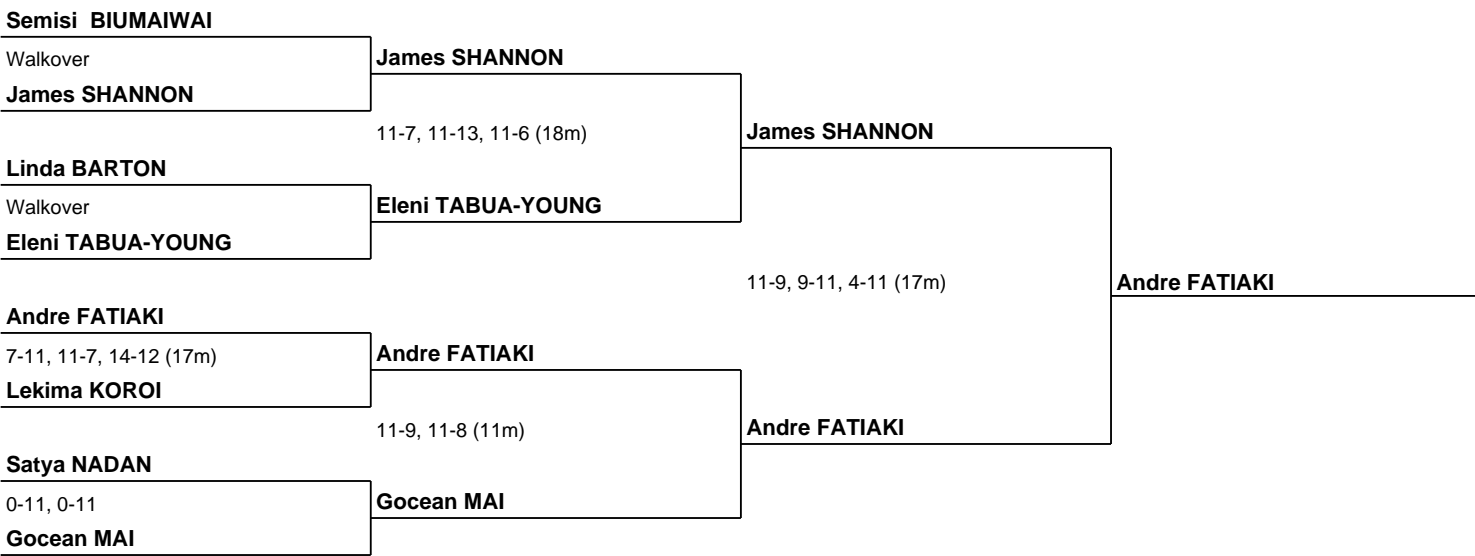 Semisi  BIUMAIWAI
Walkover
James SHANNON
James SHANNON
11-7, 11-13, 11-6 (18m)
James SHANNON
Linda BARTON
Walkover
Eleni TABUA-YOUNG
Eleni TABUA-YOUNG
11-9, 9-11, 4-11 (17m)
Andre FATIAKI
Andre FATIAKI
7-11, 11-7, 14-12 (17m)
Andre FATIAKI
Lekima KOROI
11-9, 11-8 (11m)
Andre FATIAKI
Satya NADAN
0-11, 0-11
Gocean MAI
Gocean MAI